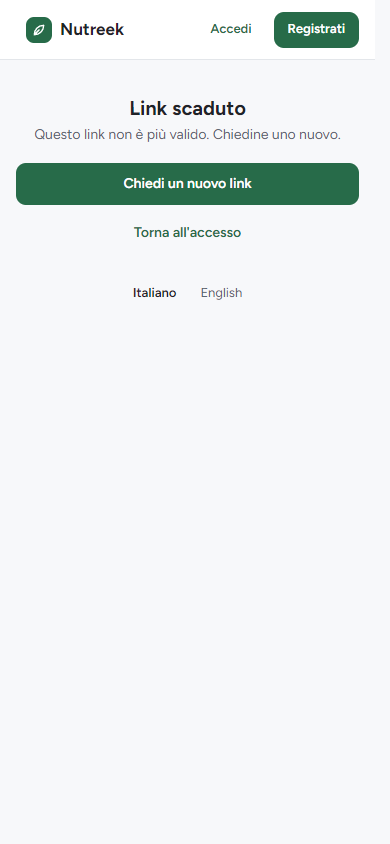 Nutreek
Accedi
Registrati
Link scaduto
Questo link non è più valido. Chiedine uno nuovo.
Chiedi un nuovo link
Torna all'accesso
Italiano
English